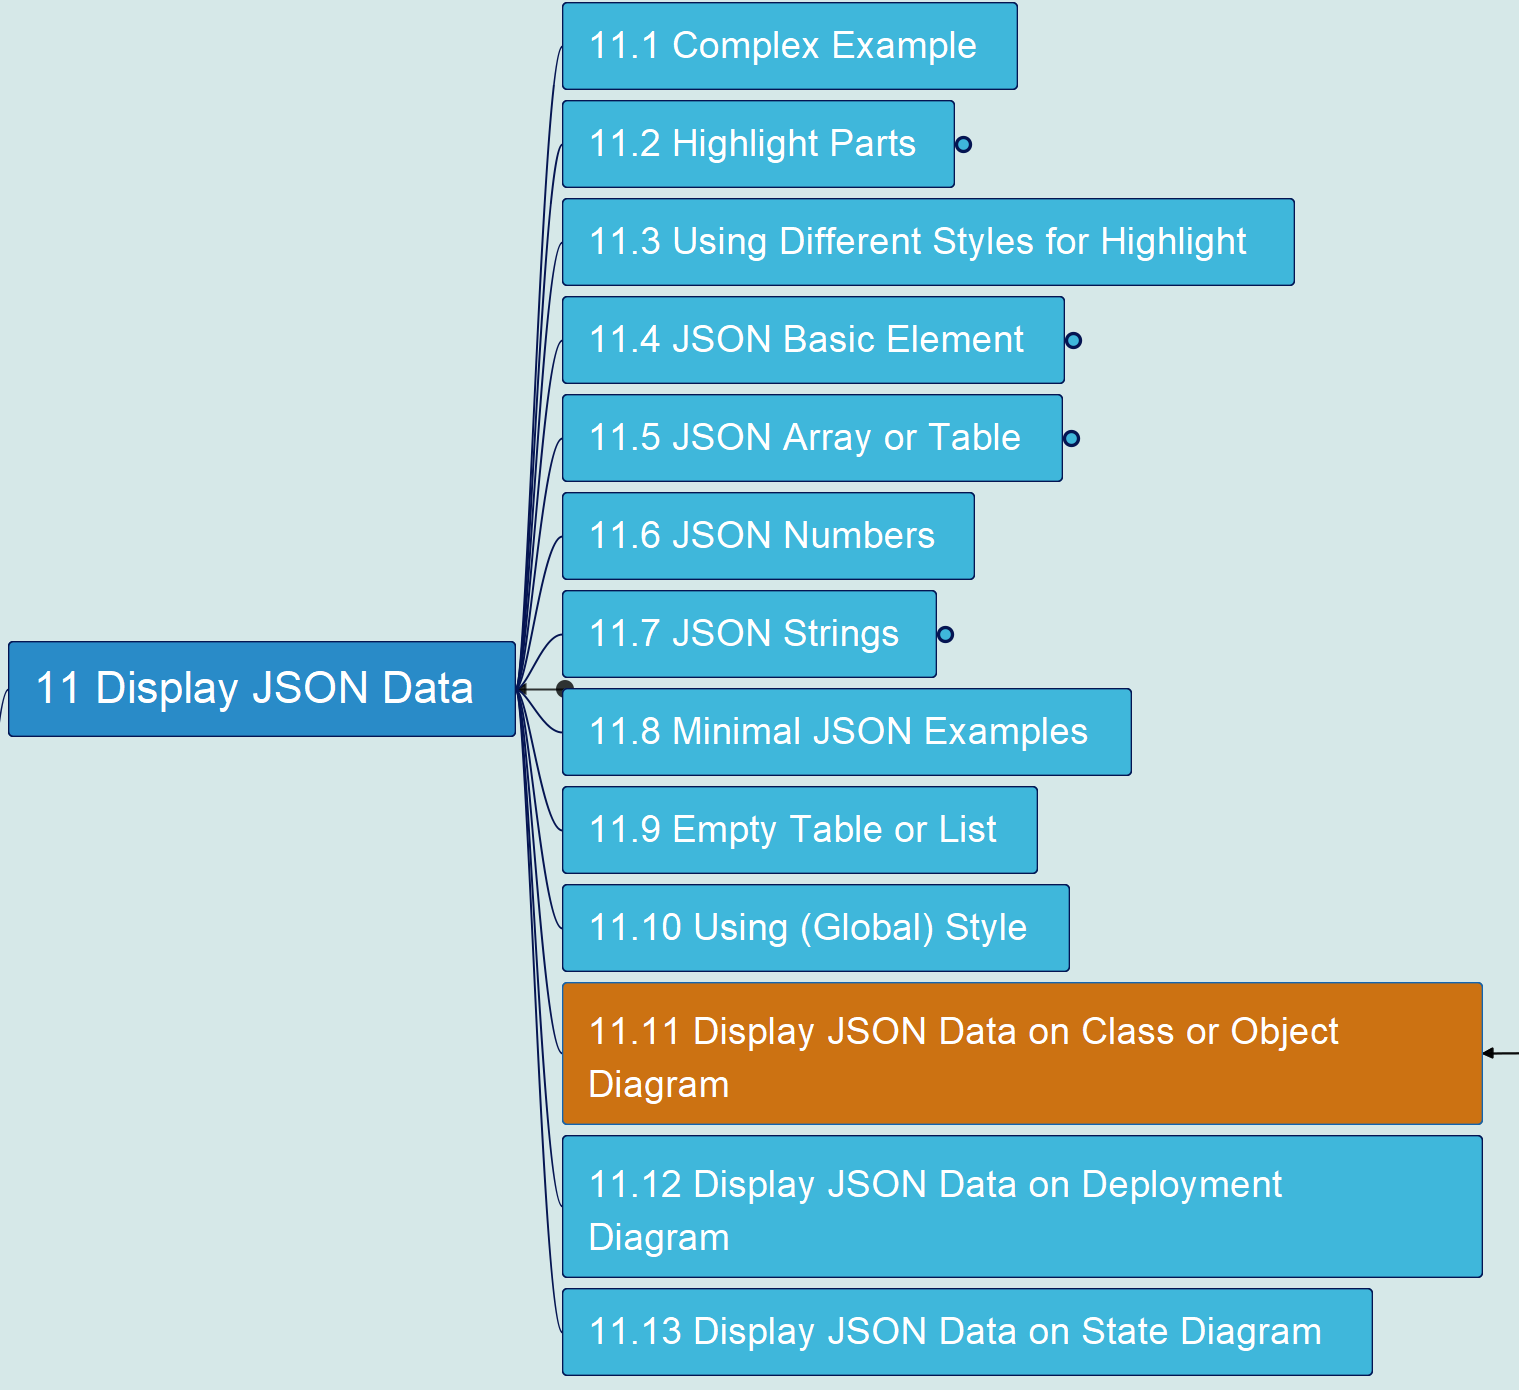 11.1 Complex Example
11.2 Highlight Parts
11.3 Using Different Styles for Highlight
11.4 JSON Basic Element
11.5 JSON Array or Table
11.6 JSON Numbers
11.7 JSON Strings
11 Display JSON Data
11.8 Minimal JSON Examples
11.9 Empty Table or List
11.10 Using (Global) Style
11.11 Display JSON Data on Class or Object
Diagram
11.12 Display JSON Data on Deployment
Diagram
11.13 Display JSON Data on State Diagram